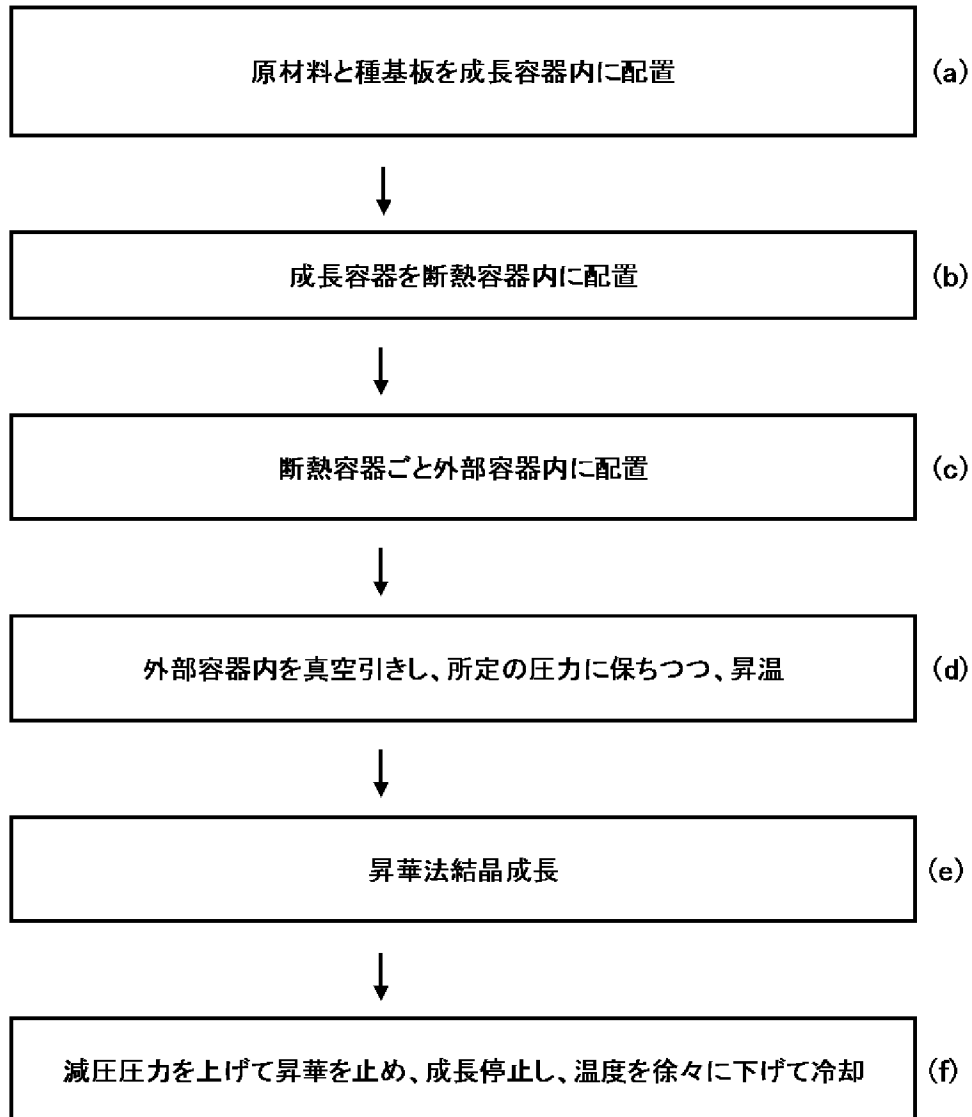 原材料と種基板を成長容器内に配置 (a)
成長容器を断熱容器内に配置 (b)
断熱容器ごと外部容器内に配置 (c)
外部容器内を真空引きし、所定の圧力に保ちつつ、昇温 (d)
昇華法結晶成長 (e)
減圧圧力を上げて昇華を止め、成長停止し、温度を徐々に下げて冷却 (f)